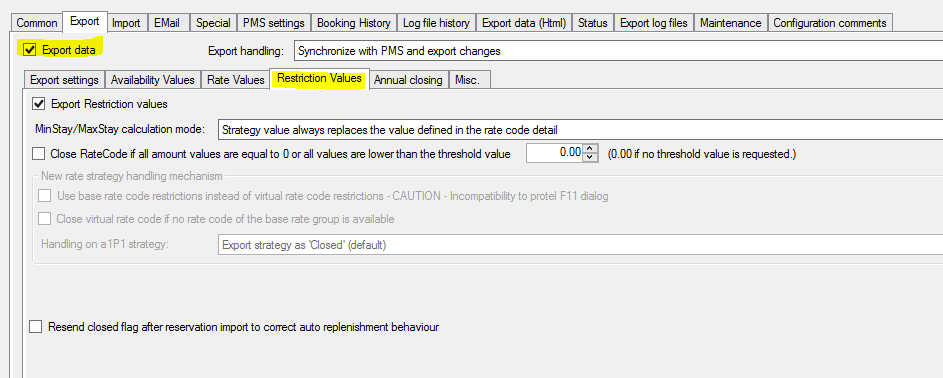 Common Export Import EMail Special PMS settings Booking History Log file history Export data (Html) Status Export log files Maintenance Configuration comments
Export data Export handling: Synchronize with PMS and export changes
Export settings Availability Values Rate Values Restriction Values Annual closing Misc.
Export Restriction values
MinStay/MaxStay calculation mode: Strategy value always replaces the value defined in the rate code detail
Close RateCode if all amount values are equal to 0 or all values are lower than the threshold value 0.00 (0.00 if no threshold value is requested.)
New rate strategy handling mechanism
Use base rate code restrictions instead of virtual rate code restrictions - CAUTION - Incompatibility to protel F11 dialog
Close virtual rate code if no rate code of the base rate group is available
Handling on a1P1 strategy: Export strategy as 'Closed' (default)
Resend closed flag after reservation import to correct auto replenishment behaviour